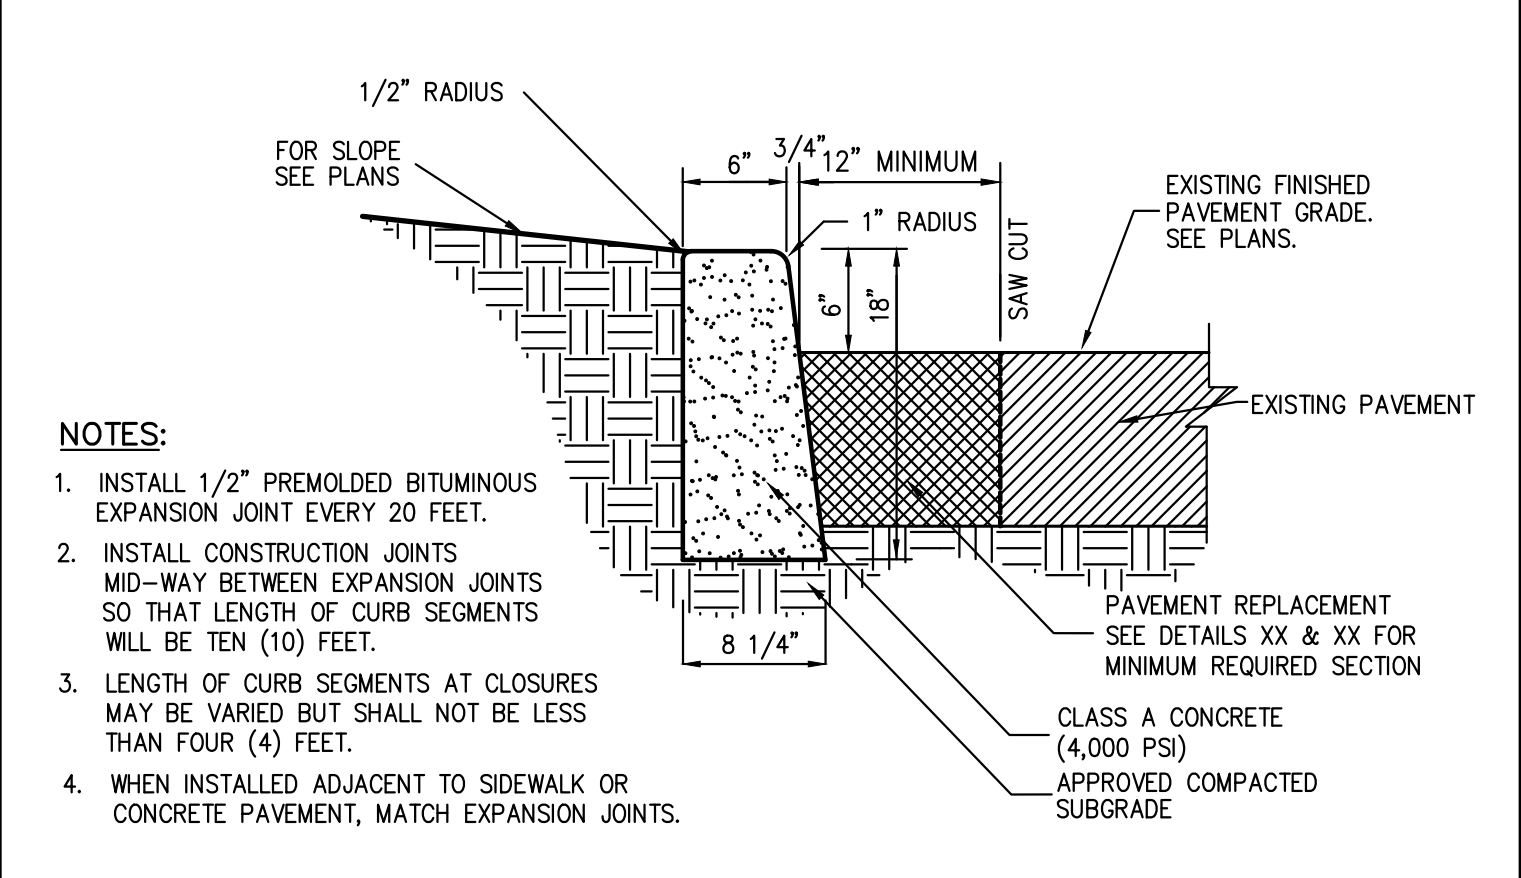 1/2" RADIUS
FOR SLOPE
SEE PLANS
6"
3/4"
12" MINIMUM
1" RADIUS
SAW CUT
6"
18"
EXISTING FINISHED
PAVEMENT GRADE.
SEE PLANS.
EXISTING PAVEMENT
NOTES:
1. INSTALL 1/2" PREMOLDED BITUMINOUS
EXPANSION JOINT EVERY 20 FEET.
2. INSTALL CONSTRUCTION JOINTS
MID-WAY BETWEEN EXPANSION JOINTS
SO THAT LENGTH OF CURB SEGMENTS
WILL BE TEN (10) FEET.
3. LENGTH OF CURB SEGMENTS AT CLOSURES
MAY BE VARIED BUT SHALL NOT BE LESS
THAN FOUR (4) FEET.
4. WHEN INSTALLED ADJACENT TO SIDEWALK OR
CONCRETE PAVEMENT, MATCH EXPANSION JOINTS.
8 1/4"
PAVEMENT REPLACEMENT
SEE DETAILS XX & XX FOR
MINIMUM REQUIRED SECTION
CLASS A CONCRETE
(4,000 PSI)
APPROVED COMPACTED
SUBGRADE